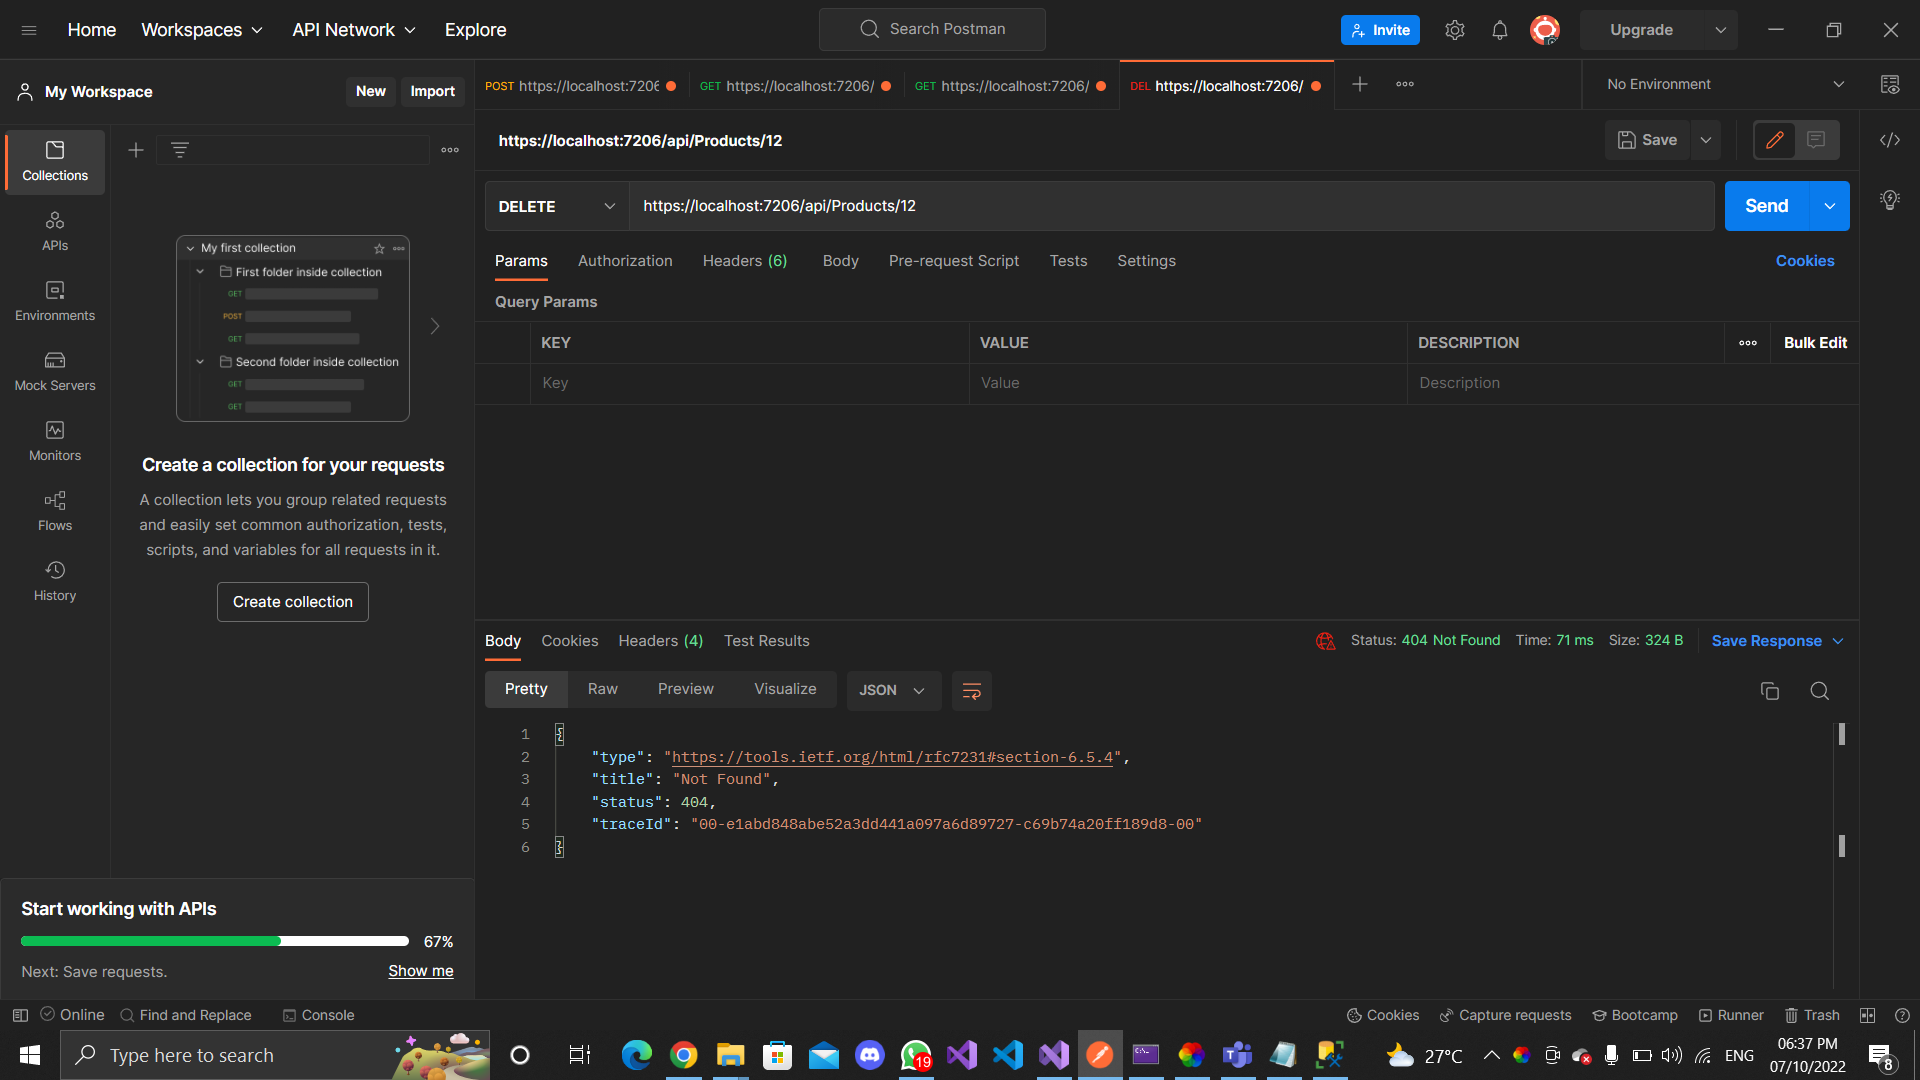 Home Workspaces API Network Explore Search Postman Invite Upgrade
My Workspace New Import
POST https://localhost:7206 GET https://localhost:7206/ GET https://localhost:7206/ DEL https://localhost:7206/ No Environment
https://localhost:7206/api/Products/12 Save
DELETE https://localhost:7206/api/Products/12 Send
Params Authorization Headers (6) Body Pre-request Script Tests Settings Cookies
Query Params
KEY VALUE DESCRIPTION Bulk Edit
Key Value Description
Collections
APIs
Environments
Mock Servers
Monitors
Flows
History
My first collection
First folder inside collection
GET
POST
GET
Second folder inside collection
GET
GET
Create a collection for your requests
A collection lets you group related requests
and easily set common authorization, tests,
scripts, and variables for all requests in it.
Create collection
Body Cookies Headers (4) Test Results Status: 404 Not Found Time: 71 ms Size: 324 B Save Response
Pretty Raw Preview Visualize JSON
1 {
2 "type": "https://tools.ietf.org/html/rfc7231#section-6.5.4",
3 "title": "Not Found",
4 "status": 404,
5 "traceId": "00-e1abd848abe52a3dd441a097a6d89727-c69b74a20ff189d8-00"
6 }
Start working with APIs
67%
Next: Save requests. Show me
Online Find and Replace Console Cookies Capture requests Bootcamp Runner Trash
Type here to search 19 27°C ENG 06:37 PM
07/10/2022 8